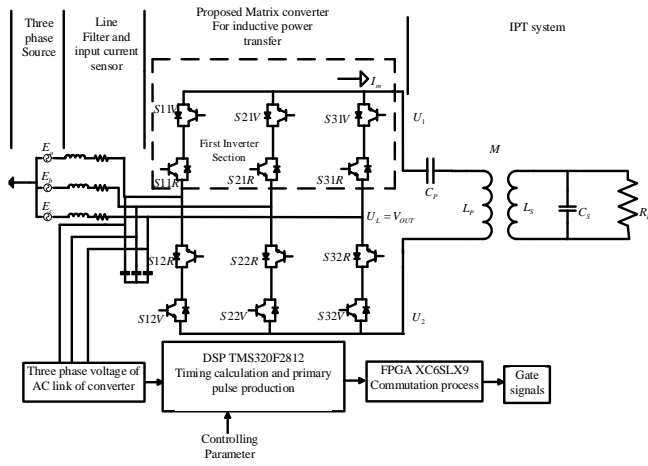 Three
phase
Source
Line
Filter and
input current
sensor
Proposed Matrix converter
For inductive power
transfer
IPT system
I_m
S11V
S21V
S31V
U_1
First Inverter
Section
M
E_a
E_b
E_c
S11R
S21R
S31R
C_P
L_P
L_S
C_S
U_L = V_OUT
S12R
S22R
S32R
S12V
S22V
S32V
U_2
Three phase voltage of
AC link of converter
DSP TMS320F2812
Timing calculation and primary
pulse production
FPGA XC6SLX9
Commutation process
Gate
signals
Controlling
Parameter